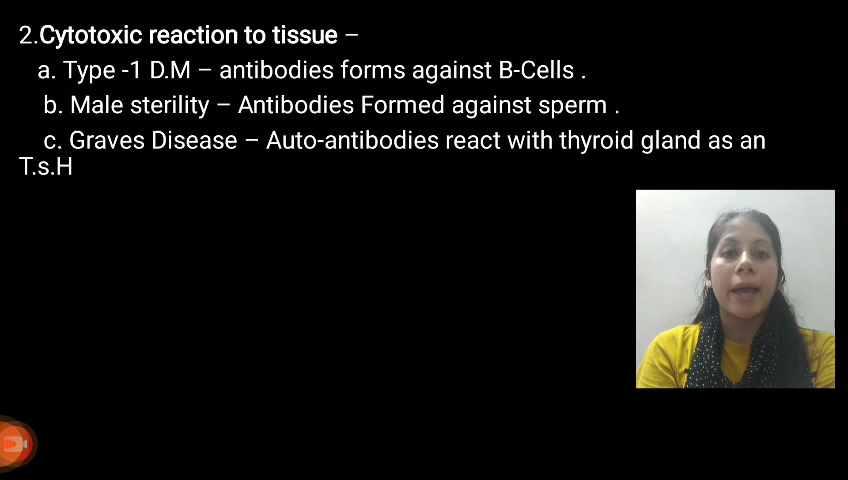 2.Cytotoxic reaction to tissue –
a. Type -1 D.M – antibodies forms against B-Cells .
b. Male sterility – Antibodies Formed against sperm .
c. Graves Disease – Auto-antibodies react with thyroid gland as an
T.s.H